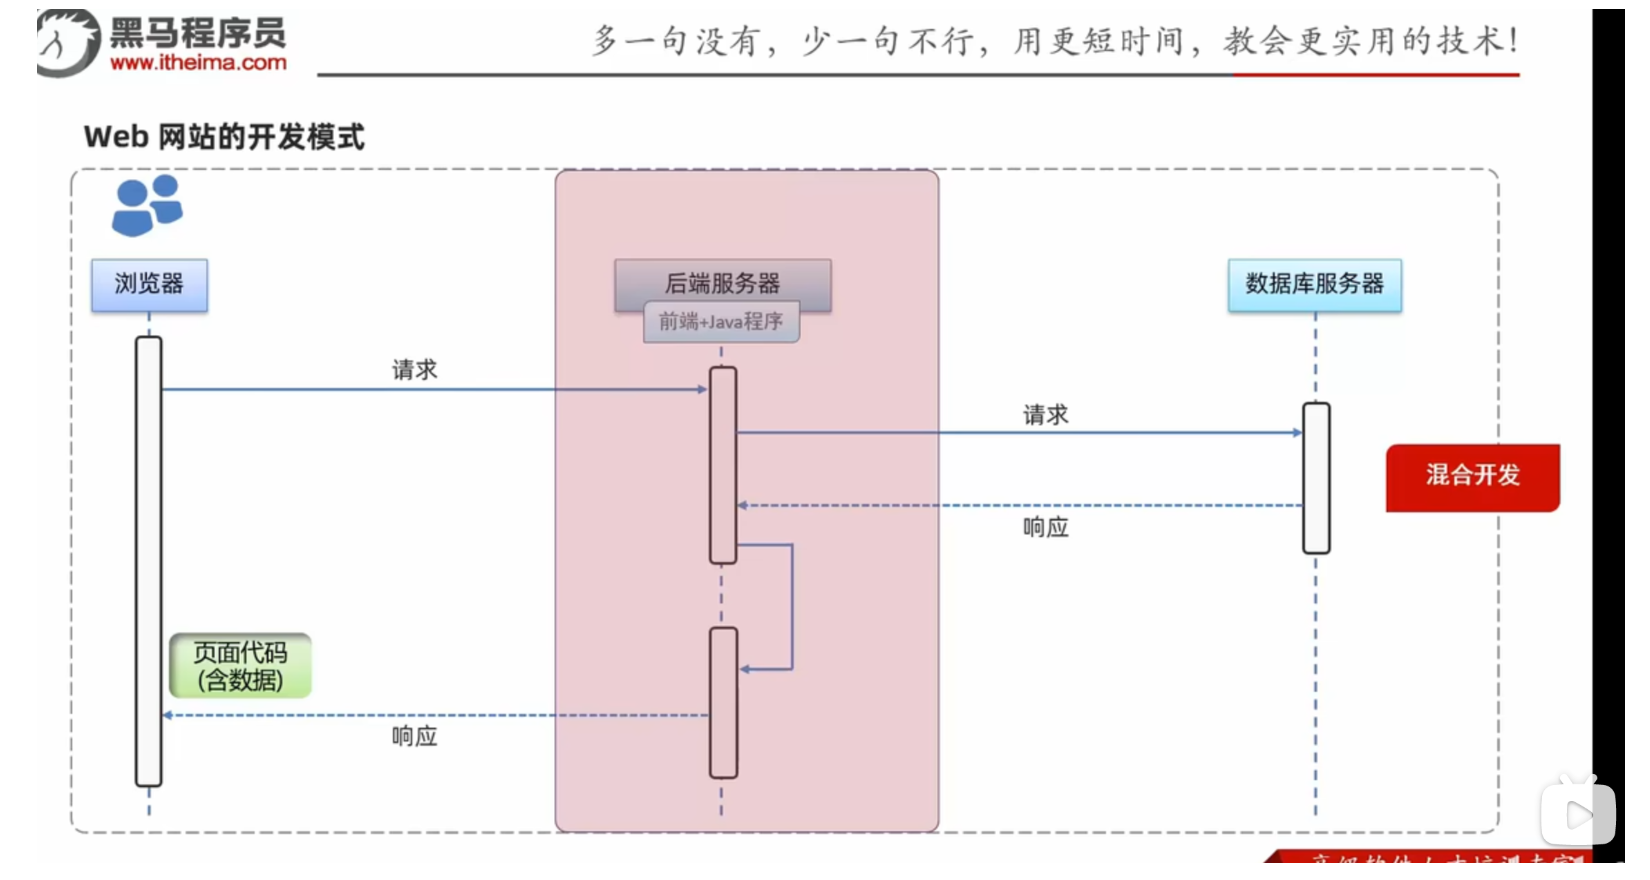 黑马程序员
www.itheima.com
多一句没有，少一句不行，用更短时间，教会更实用的技术！
Web 网站的开发模式
浏览器
后端服务器
数据库服务器
前端+Java程序
请求
请求
混合开发
响应
页面代码
(含数据)
响应